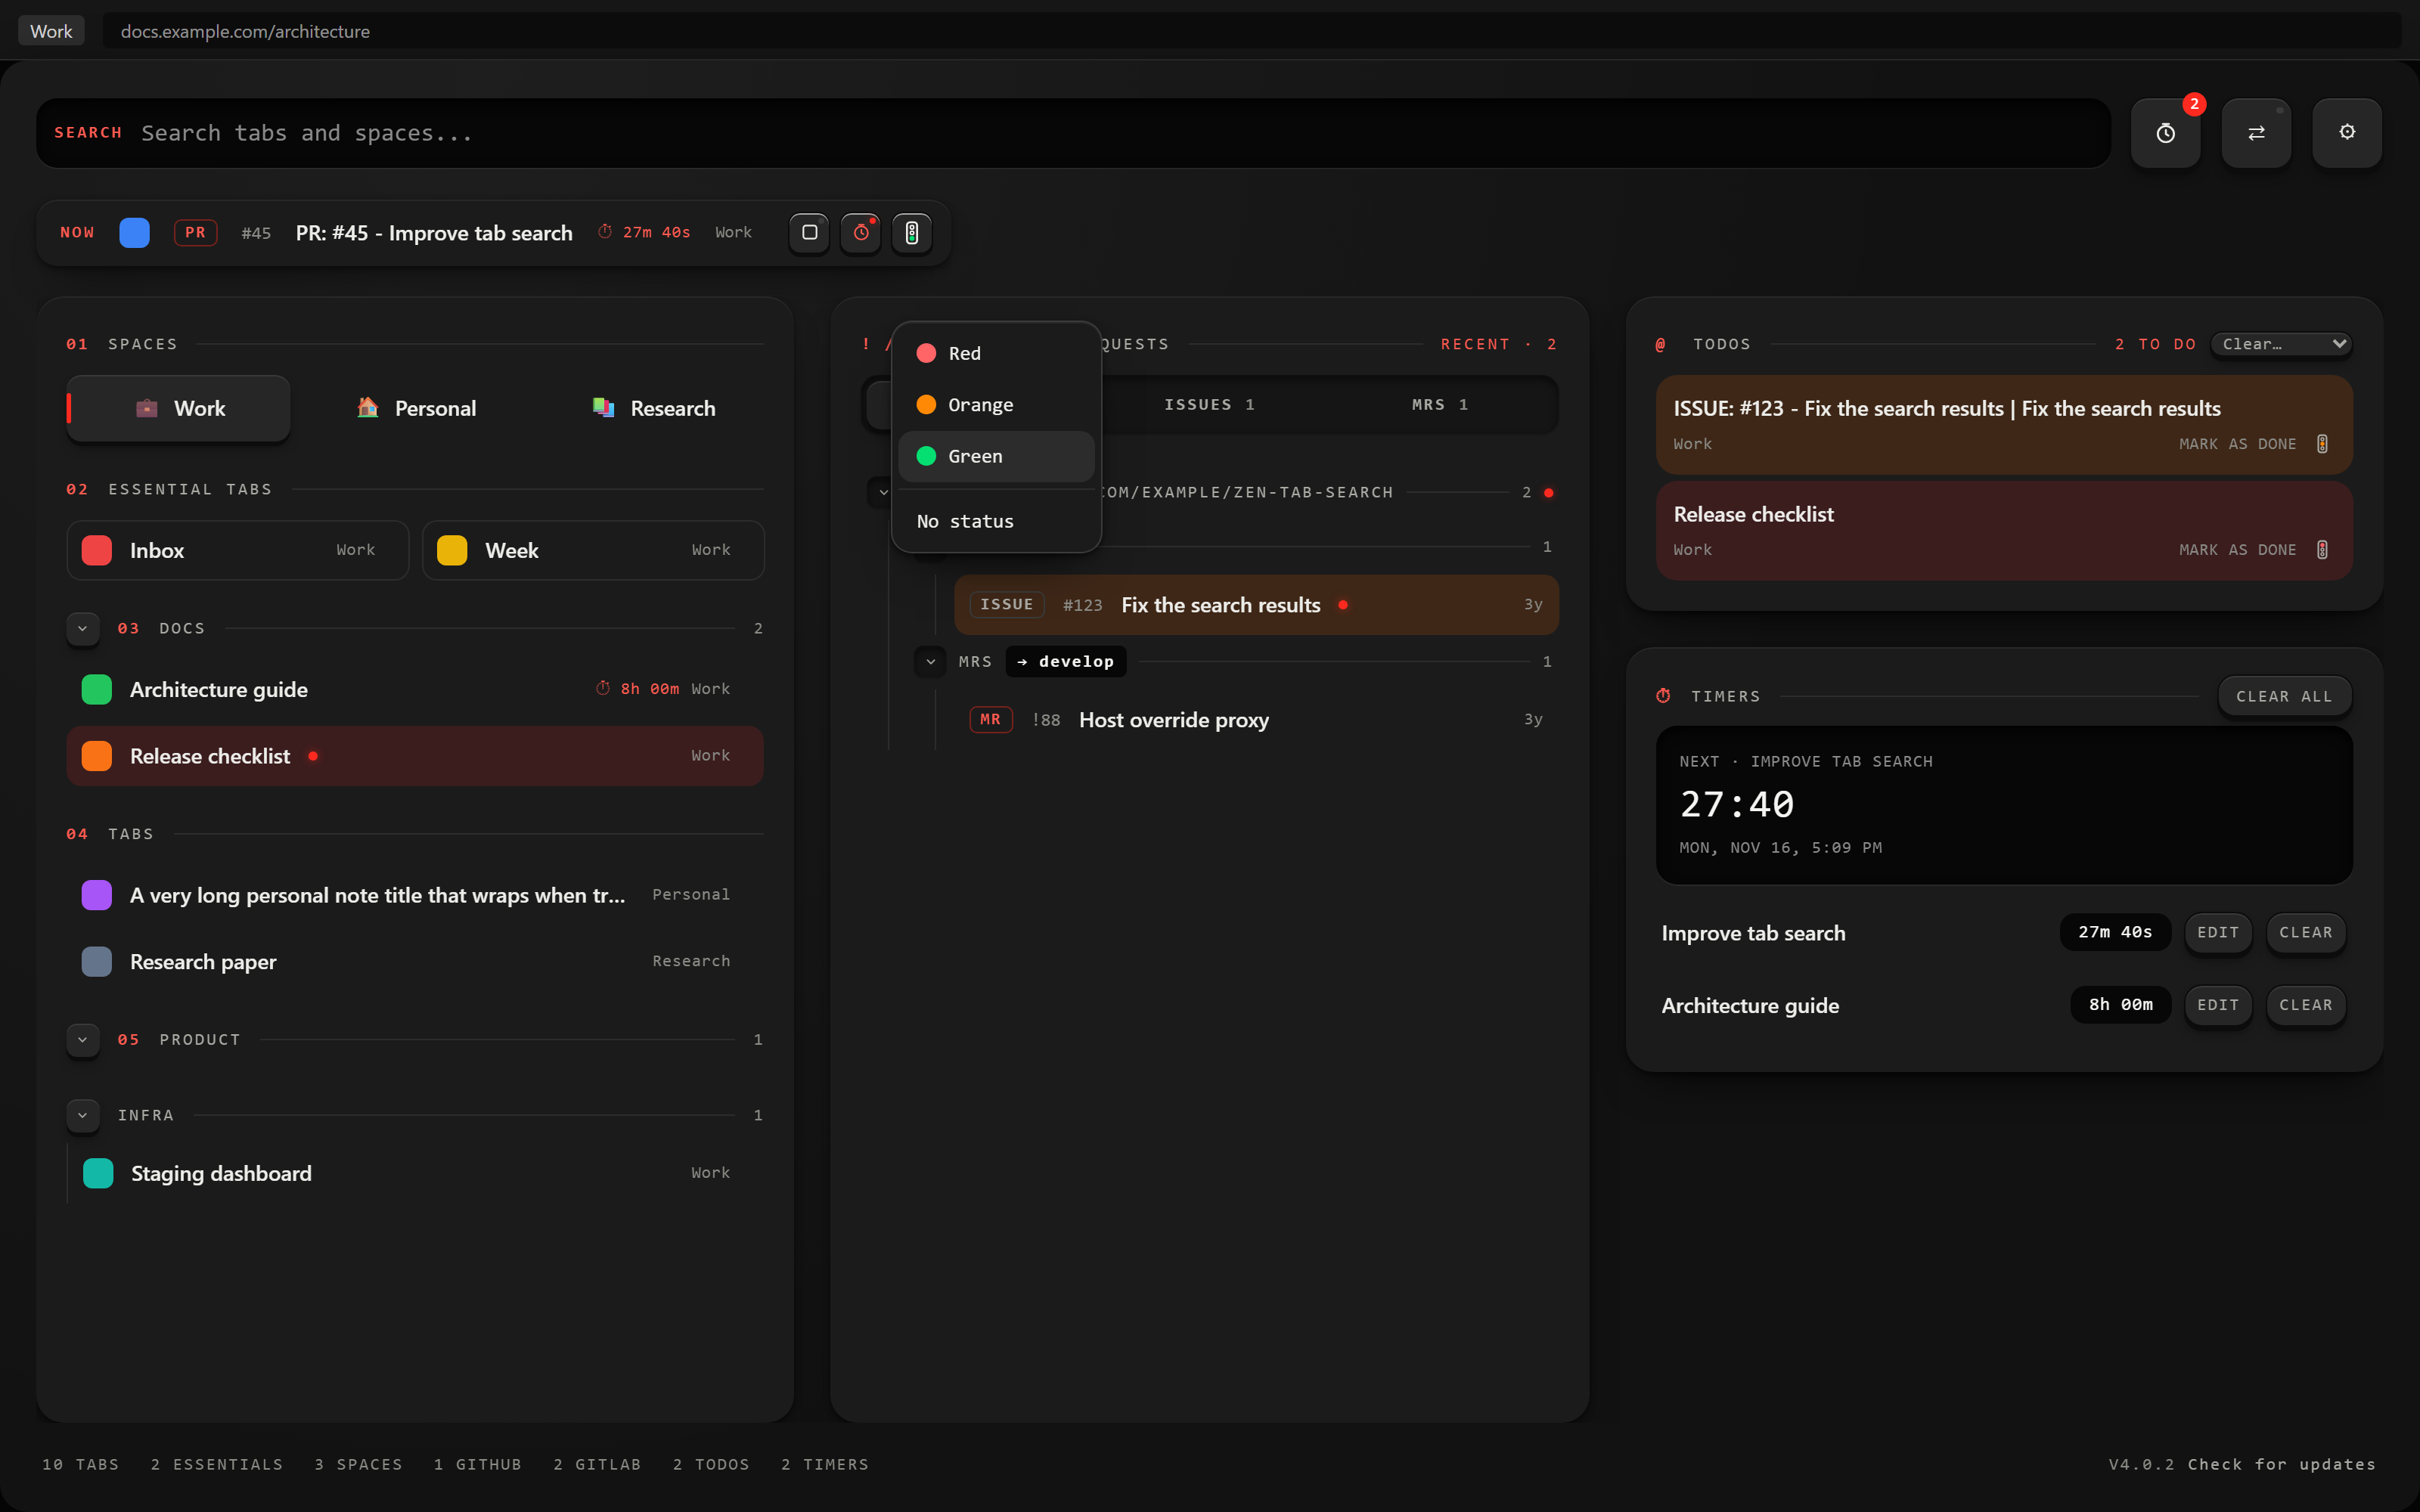 Work docs.example.com/architecture
SEARCH Search tabs and spaces...
2
NOW PR #45 PR: #45 - Improve tab search 27m 40s Work
01 SPACES
Work Personal Research
02 ESSENTIAL TABS
Inbox Work Week Work
03 DOCS 2
Architecture guide 8h 00m Work
Release checklist Work
04 TABS
A very long personal note title that wraps when tr... Personal
Research paper Research
05 PRODUCT 1
INFRA 1
Staging dashboard Work
! / QUESTS RECENT · 2
Red
Orange
Green
No status
ISSUES 1 MRS 1
COM/EXAMPLE/ZEN-TAB-SEARCH 2
1
ISSUE #123 Fix the search results 3y
MRS → develop 1
MR !88 Host override proxy 3y
@ TODOS 2 TO DO Clear…
ISSUE: #123 - Fix the search results | Fix the search results
Work MARK AS DONE
Release checklist
Work MARK AS DONE
TIMERS CLEAR ALL
NEXT · IMPROVE TAB SEARCH
27:40
MON, NOV 16, 5:09 PM
Improve tab search 27m 40s EDIT CLEAR
Architecture guide 8h 00m EDIT CLEAR
10 TABS 2 ESSENTIALS 3 SPACES 1 GITHUB 2 GITLAB 2 TODOS 2 TIMERS
V4.0.2 Check for updates